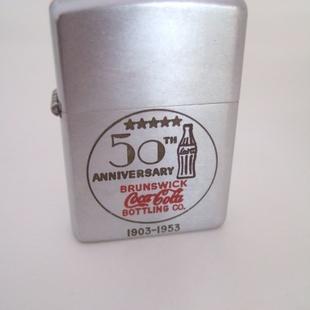 50TH
ANNIVERSARY
BRUNSWICK
Coca-Cola
BOTTLING CO.
1903-1953